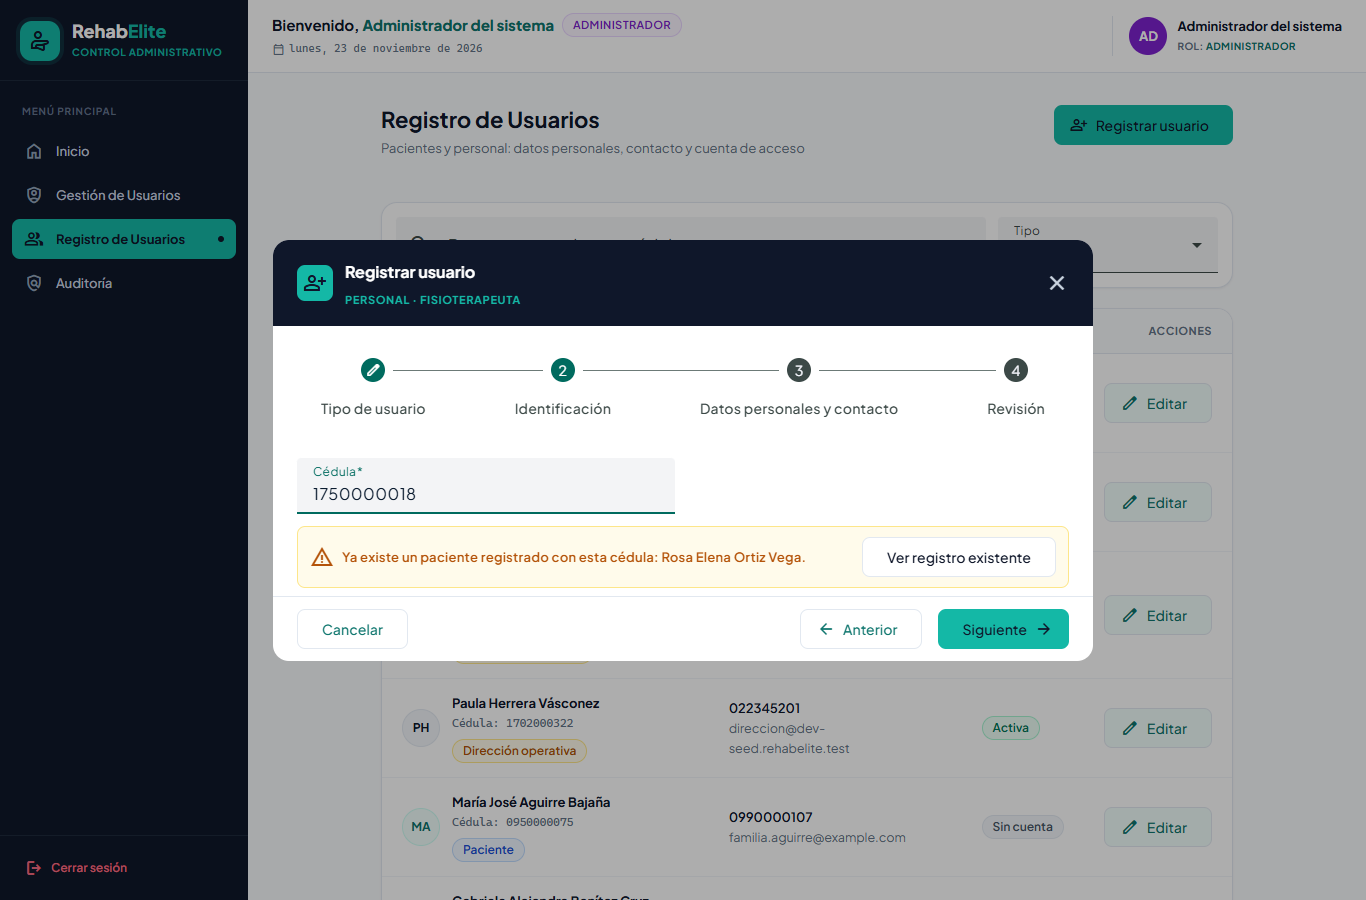 RehabElite
CONTROL ADMINISTRATIVO
MENÚ PRINCIPAL
Inicio
Gestión de Usuarios
Registro de Usuarios
Auditoría
Cerrar sesión
Bienvenido, Administrador del sistema ADMINISTRADOR
lunes, 23 de noviembre de 2026
AD
Administrador del sistema
ROL: ADMINISTRADOR
Registro de Usuarios
Pacientes y personal: datos personales, contacto y cuenta de acceso
Registrar usuario
Tipo
ACCIONES
Registrar usuario
PERSONAL · FISIOTERAPEUTA
2 3 4
Tipo de usuario Identificación Datos personales y contacto Revisión
Cédula*
1750000018
Ya existe un paciente registrado con esta cédula: Rosa Elena Ortiz Vega. Ver registro existente
Cancelar Anterior Siguiente
Editar
Editar
Editar
PH
Paula Herrera Vásconez
Cédula: 1702000322
Dirección operativa
022345201
direccion@dev-
seed.rehabelite.test
Activa
Editar
MA
María José Aguirre Bajaña
Cédula: 0950000075
Paciente
0990000107
familia.aguirre@example.com
Sin cuenta
Editar